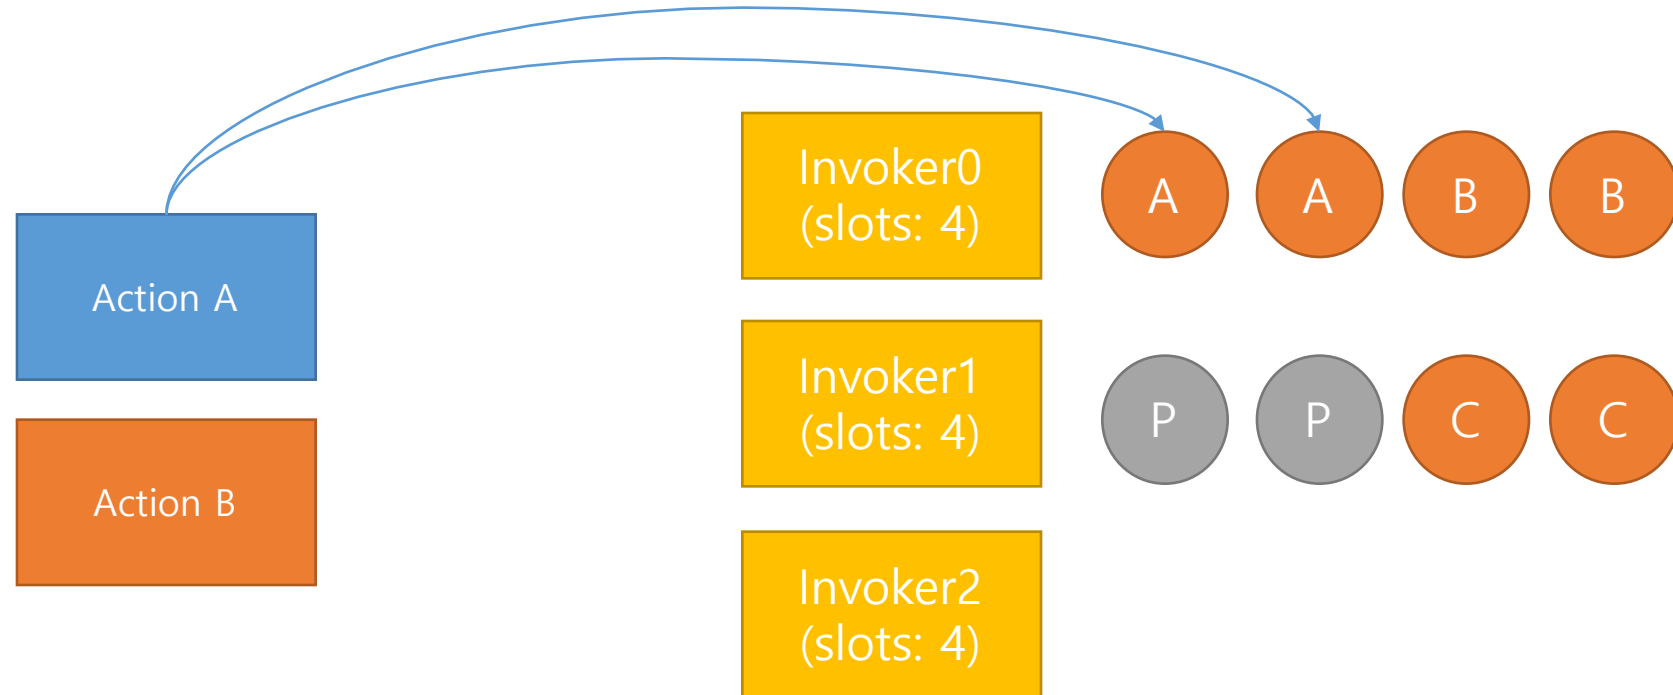 Action A
Action B
Invoker0
(slots: 4)
A A B B
Invoker1
(slots: 4)
P P C C
Invoker2
(slots: 4)